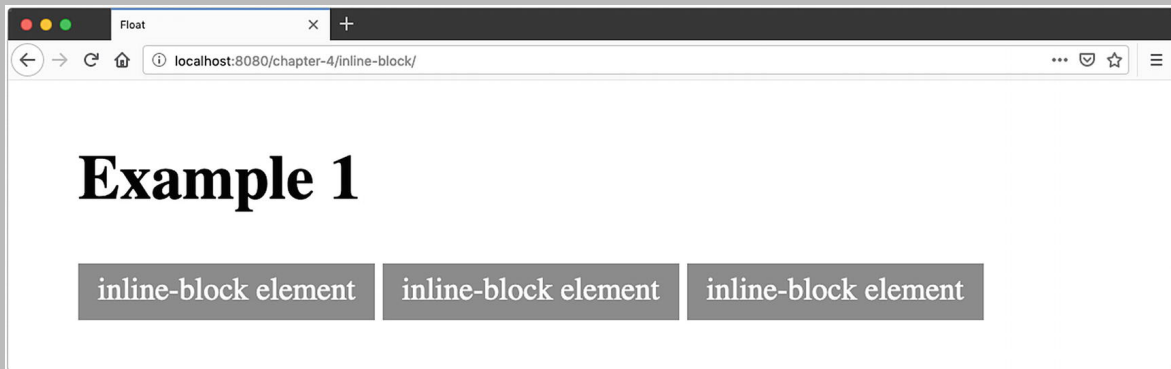 Float
localhost:8080/chapter-4/inline-block/
Example 1
inline-block element inline-block element inline-block element